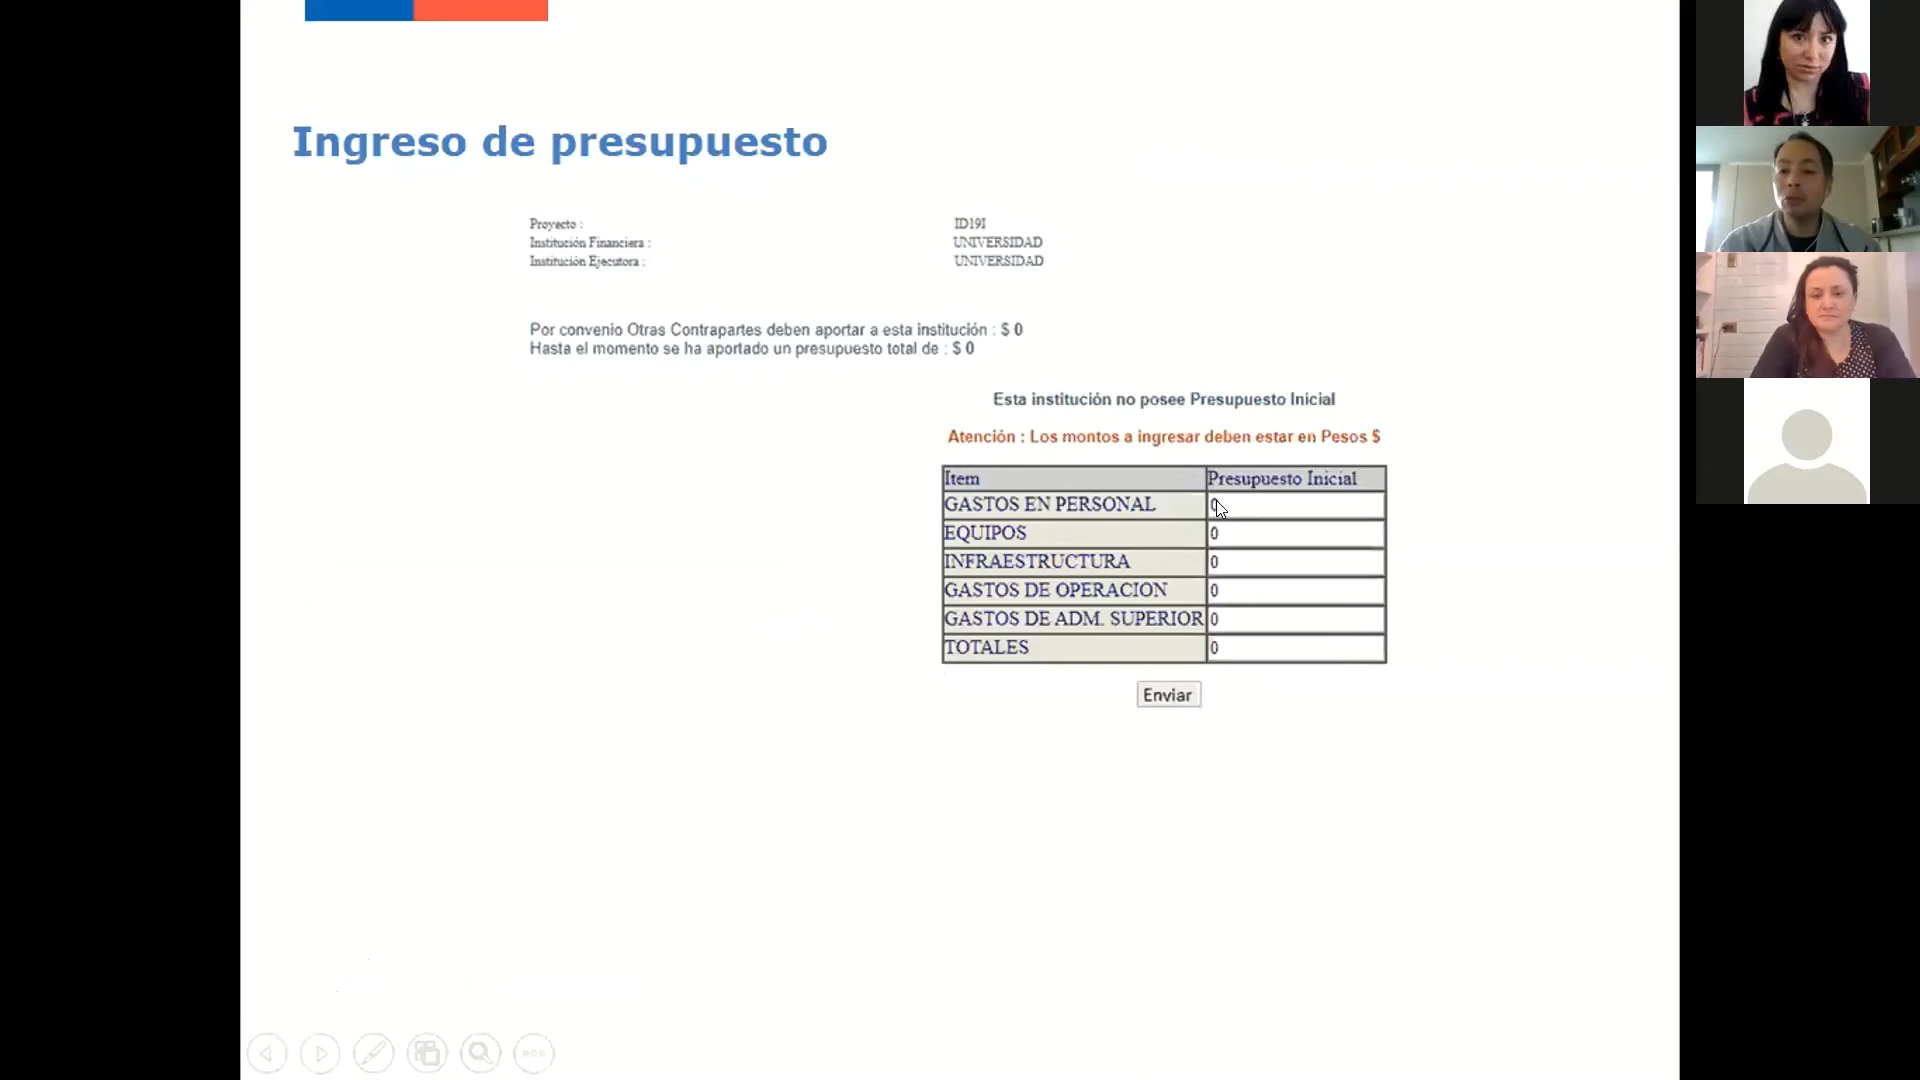 Ingreso de presupuesto
Proyecto : ID19I
Institución Financiera : UNIVERSIDAD
Institución Ejecutora : UNIVERSIDAD
Por convenio Otras Contrapartes deben aportar a esta institución : $ 0
Hasta el momento se ha aportado un presupuesto total de : $ 0
Esta institución no posee Presupuesto Inicial
Atención : Los montos a ingresar deben estar en Pesos $
Item Presupuesto Inicial
GASTOS EN PERSONAL 0
EQUIPOS 0
INFRAESTRUCTURA 0
GASTOS DE OPERACION 0
GASTOS DE ADM. SUPERIOR 0
TOTALES 0
Enviar